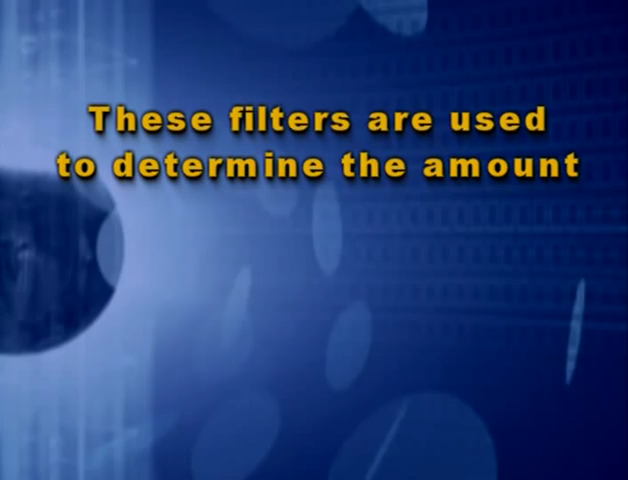 These filters are used
to determine the amount